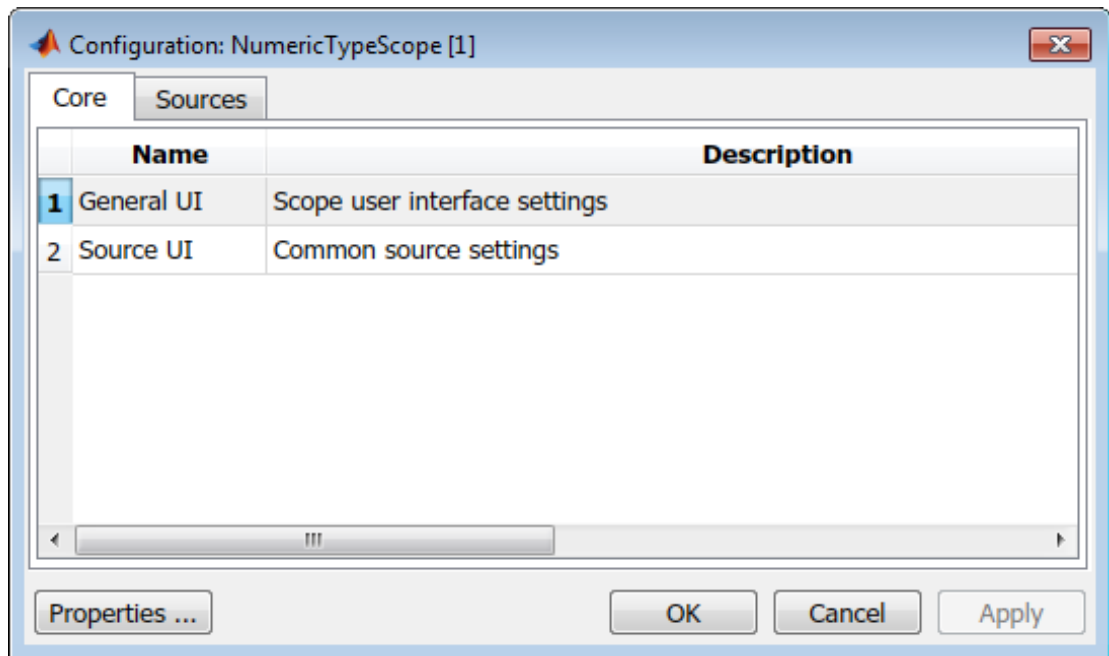 Configuration: NumericTypeScope [1]
Core Sources
Name Description
1 General UI Scope user interface settings
2 Source UI Common source settings
Properties ... OK Cancel Apply